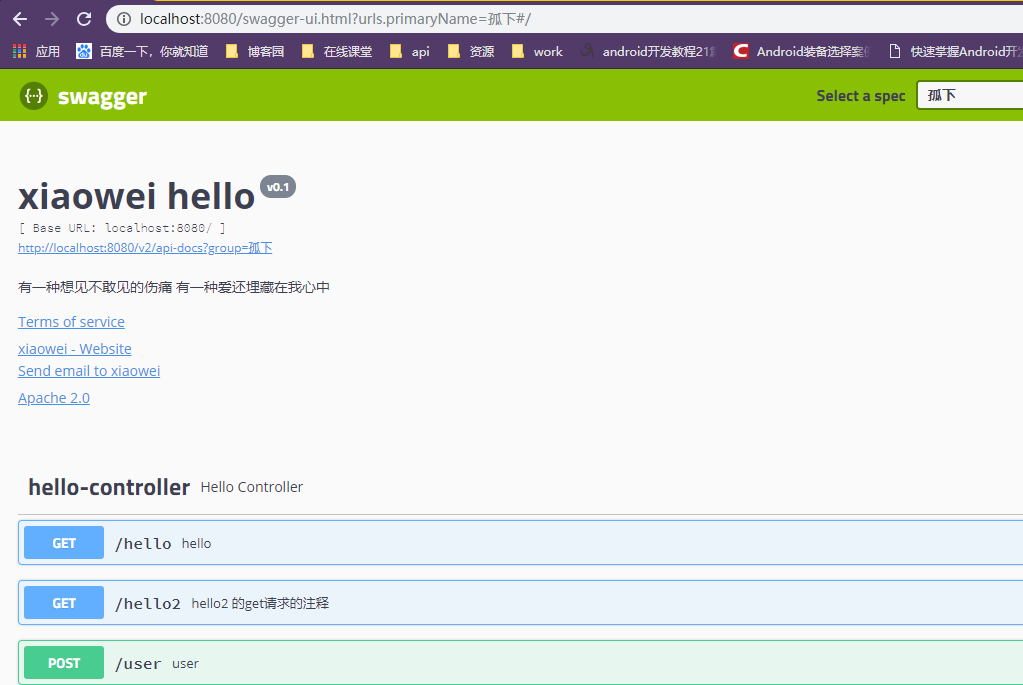 localhost:8080/swagger-ui.html?urls.primaryName=孤下#/
应用 百度一下，你就知道 博客园 在线课堂 api 资源 work android开发教程21 Android装备选择案 快速掌握Android开
{··} swagger Select a spec 孤下
xiaowei hello v0.1
[ Base URL: localhost:8080/ ]
http://localhost:8080/v2/api-docs?group=孤下
有一种想见不敢见的伤痛 有一种爱还埋藏在我心中
Terms of service
xiaowei - Website
Send email to xiaowei
Apache 2.0
hello-controller Hello Controller
GET /hello hello
GET /hello2 hello2 的get请求的注释
POST /user user